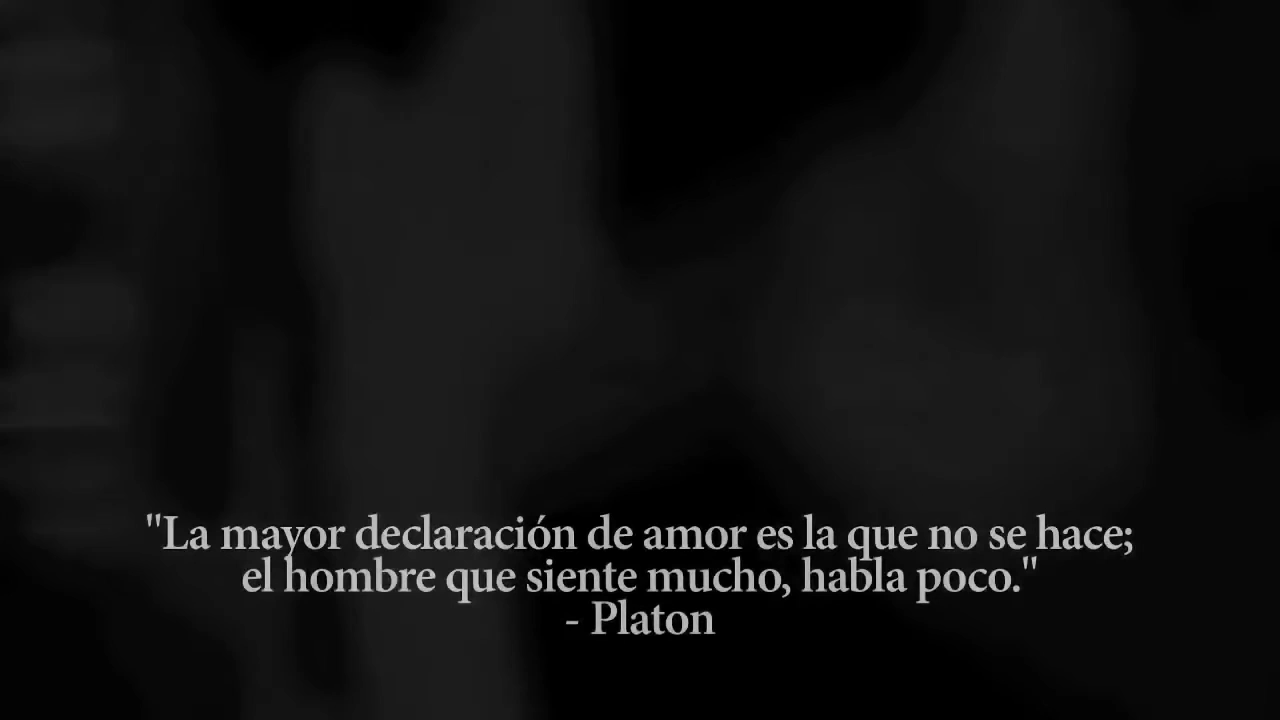 "La mayor declaración de amor es la que no se hace;
el hombre que siente mucho, habla poco."
- Platon